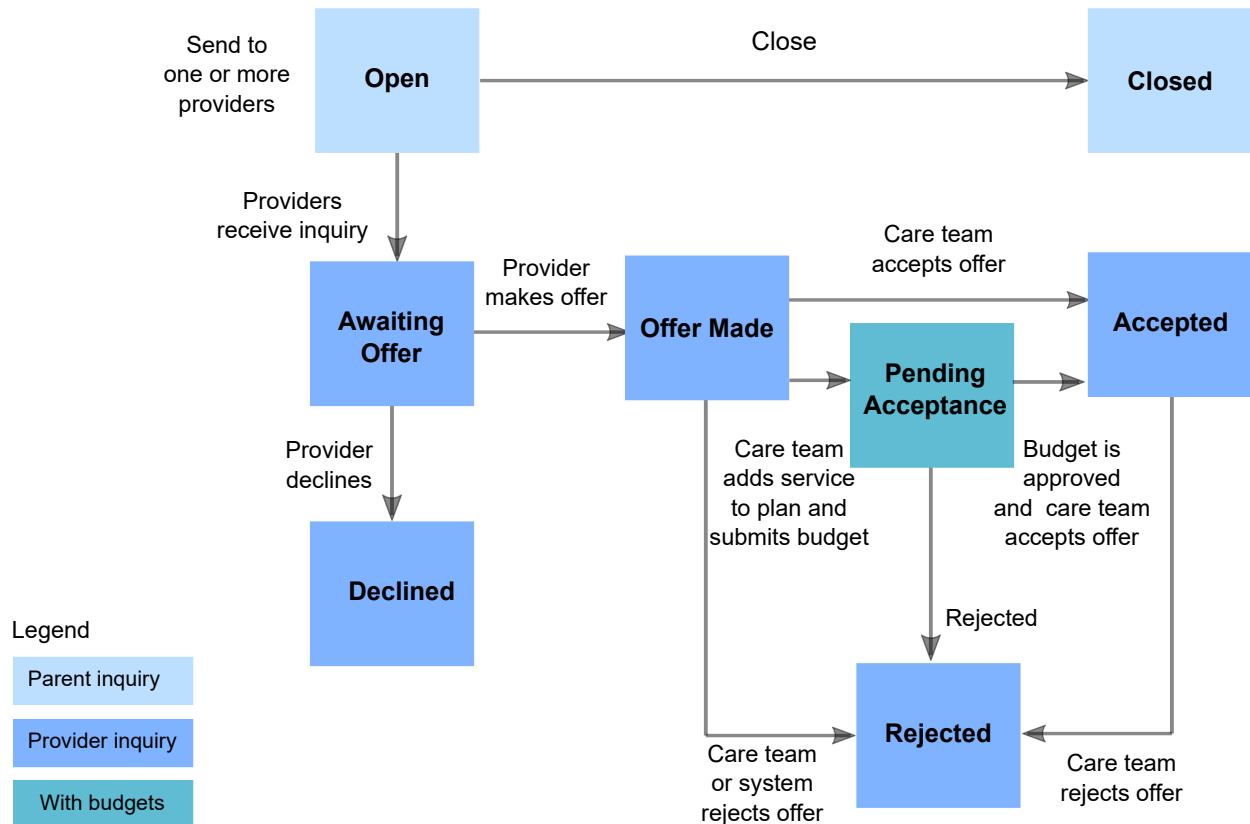 Send to
one or more
providers
Open
Close
Closed
Providers
receive inquiry
Awaiting
Offer
Provider
makes offer
Offer Made
Care team
accepts offer
Accepted
Pending
Acceptance
Provider
declines
Care team
adds service
to plan and
submits budget
Budget is
approved
and care team
accepts offer
Declined
Rejected
Rejected
Care team
or system
rejects offer
Care team
rejects offer
Legend
Parent inquiry
Provider inquiry
With budgets